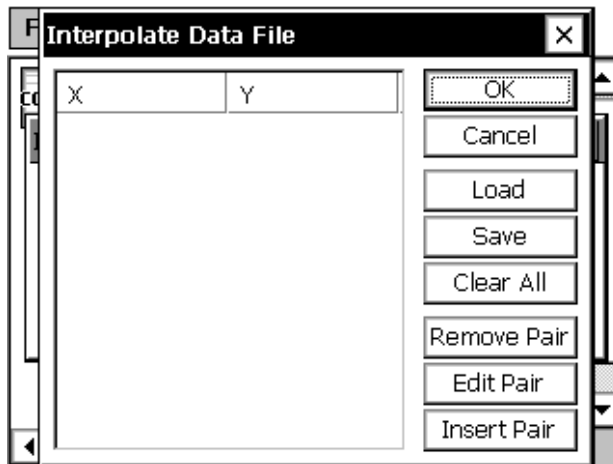 F
Interpolate Data File
X Y
OK
Cancel
Load
Save
Clear All
Remove Pair
Edit Pair
Insert Pair